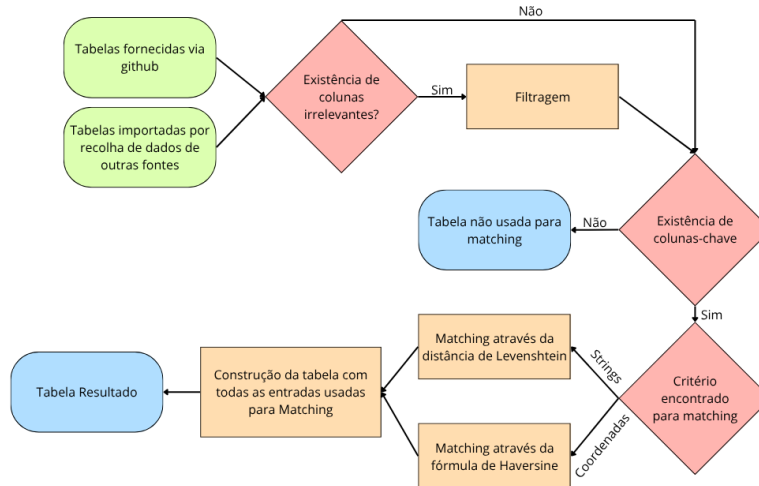 Não
Tabelas fornecidas via
github
Existência de
colunas
irrelevantes?
Sim
Filtragem
Tabelas importadas por
recolha de dados de
outras fontes
Tabela não usada para
matching
Não
Existência de
colunas-chave
Sim
Matching através da
distância de Levenshtein
Strings
Critério
encontrado
para matching
Construção da tabela com
todas as entradas usadas
para Matching
Tabela Resultado
Matching através da
fórmula de Haversine
Coordenadas